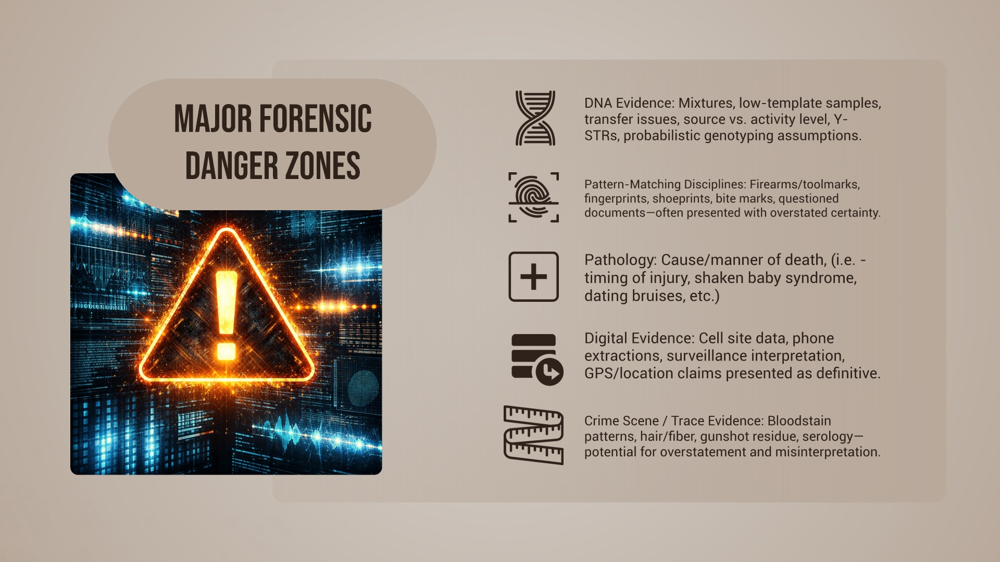 MAJOR FORENSIC
DANGER ZONES
DNA Evidence: Mixtures, low-template samples,
transfer issues, source vs. activity level, Y-
STRs, probabilistic genotyping assumptions.
Pattern-Matching Disciplines: Firearms/toolmarks,
fingerprints, shoeprints, bite marks, questioned
documents—often presented with overstated certainty.
Pathology: Cause/manner of death, (i.e. -
timing of injury, shaken baby syndrome,
dating bruises, etc.)
Digital Evidence: Cell site data, phone
extractions, surveillance interpretation,
GPS/location claims presented as definitive.
Crime Scene / Trace Evidence: Bloodstain
patterns, hair/fiber, gunshot residue, serology—
potential for overstatement and misinterpretation.